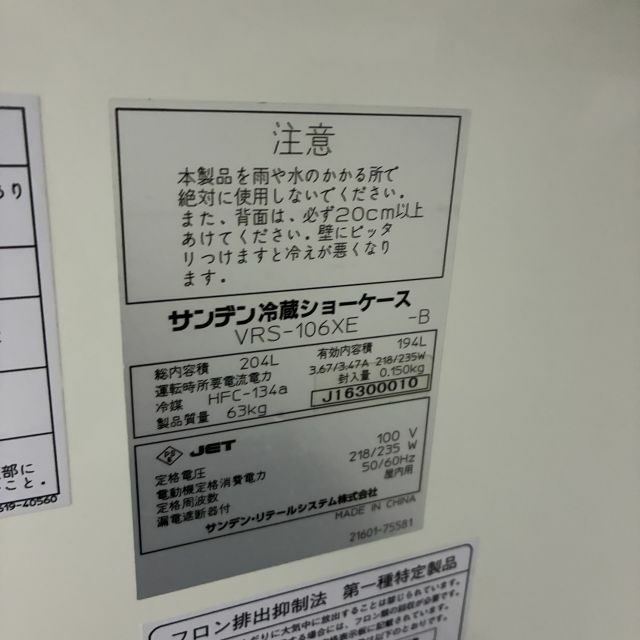 注意
本製品を雨や水のかかる所で
絶対に使用しないでください。
また、背面は、必ず20cm以上
あけてください。壁にピッタ
リつけますと冷えが悪くなり
ます。
サンデン冷蔵ショーケース
VRS-106XE -B
総内容積 204L 有効内容積 194L
運転時所要電流電力 3.67/3.47A 218/235W
冷媒 HFC-134a 封入量 0.150kg
製品質量 63kg J16300010
PSE JET
定格電圧 100 V
電動機定格消費電力 218/235 W
定格周波数 50/60Hz
漏電遮断器付 屋内用
サンデン・リテールシステム株式会社
MADE IN CHINA
21601-75581
部に
こと。
519-40560
フロン排出抑制法 第一種特定製品